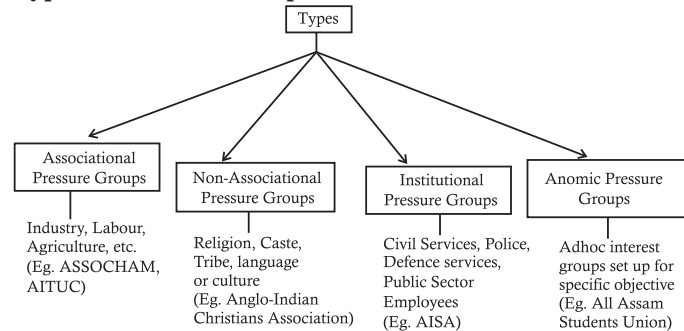 Types
Associational
Pressure Groups
Industry, Labour,
Agriculture, etc.
(Eg. ASSOCHAM,
AITUC)
Non-Associational
Pressure Groups
Religion, Caste,
Tribe, language
or culture
(Eg. Anglo-Indian
Christians Association)
Institutional
Pressure Groups
Civil Services, Police,
Defence services,
Public Sector
Employees
(Eg. AISA)
Anomic Pressure
Groups
Adhoc interest
groups set up for
specific objective
(Eg. All Assam
Students Union)